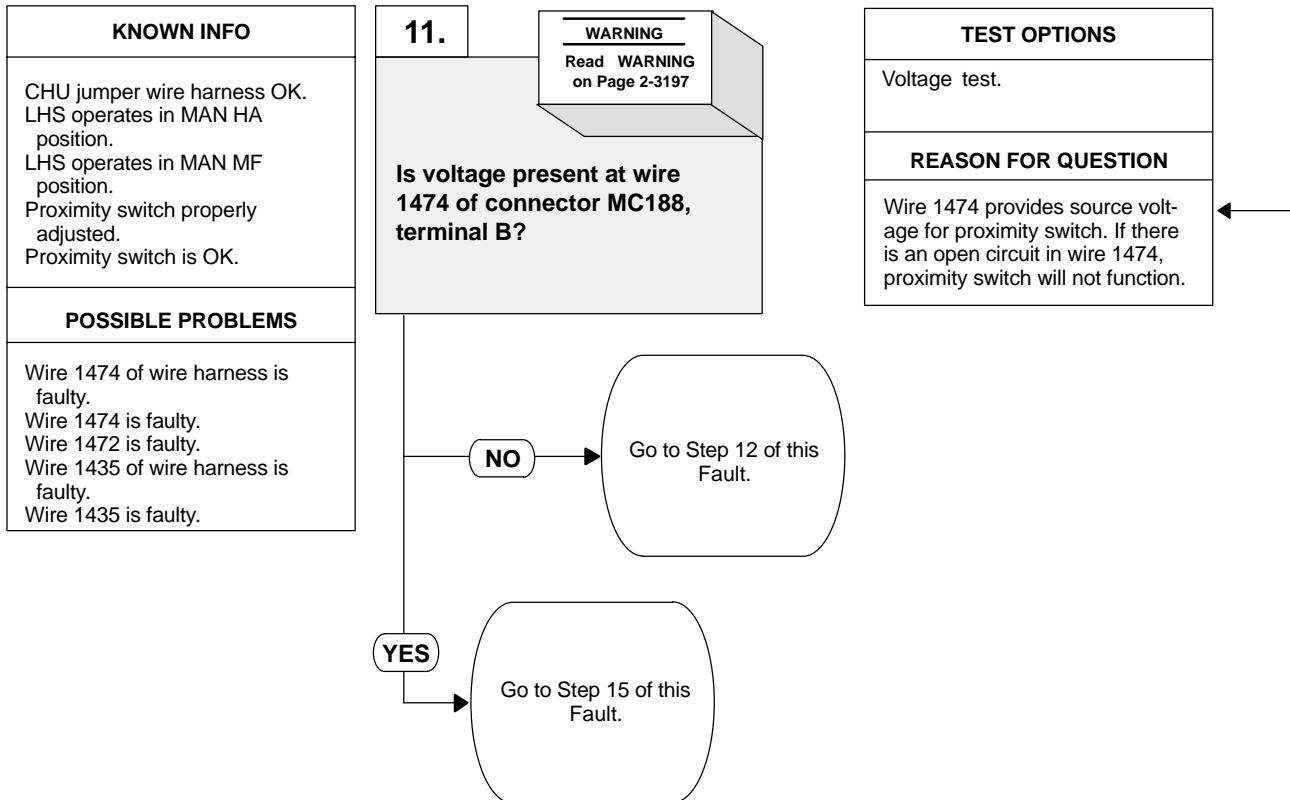 KNOWN INFO
CHU jumper wire harness OK.
LHS operates in MAN HA
position.
LHS operates in MAN MF
position.
Proximity switch properly
adjusted.
Proximity switch is OK.
POSSIBLE PROBLEMS
Wire 1474 of wire harness is
faulty.
Wire 1474 is faulty.
Wire 1472 is faulty.
Wire 1435 of wire harness is
faulty.
Wire 1435 is faulty.
11.
WARNING
Read WARNING
on Page 2-3197
Is voltage present at wire
1474 of connector MC188,
terminal B?
NO
Go to Step 12 of this
Fault.
YES
Go to Step 15 of this
Fault.
TEST OPTIONS
Voltage test.
REASON FOR QUESTION
Wire 1474 provides source volt-
age for proximity switch. If there
is an open circuit in wire 1474,
proximity switch will not function.